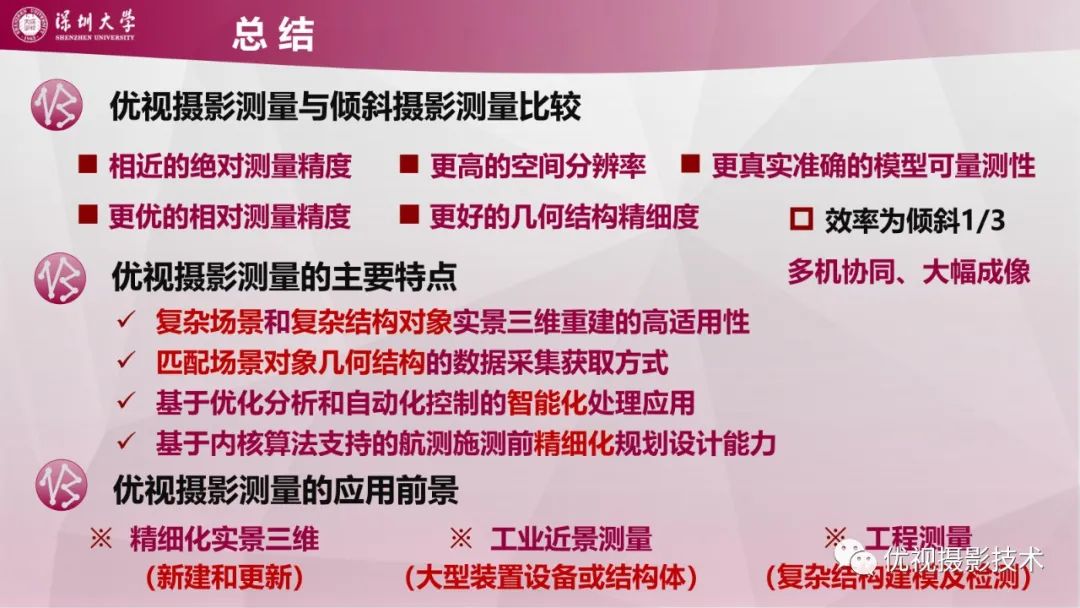 深圳大学
SHENZHEN UNIVERSITY
总 结
优视摄影测量与倾斜摄影测量比较
■ 相近的绝对测量精度 ■ 更高的空间分辨率 ■ 更真实准确的模型可量测性
■ 更优的相对测量精度 ■ 更好的几何结构精细度 □ 效率为倾斜1/3
多机协同、大幅成像
优视摄影测量的主要特点
✓ 复杂场景和复杂结构对象实景三维重建的高适用性
✓ 匹配场景对象几何结构的数据采集获取方式
✓ 基于优化分析和自动化控制的智能化处理应用
✓ 基于内核算法支持的航测施测前精细化规划设计能力
优视摄影测量的应用前景
※ 精细化实景三维 ※ 工业近景测量 ※ 工程测量
（新建和更新） （大型装置设备或结构体） （复杂结构建模及检测）
优视摄影技术